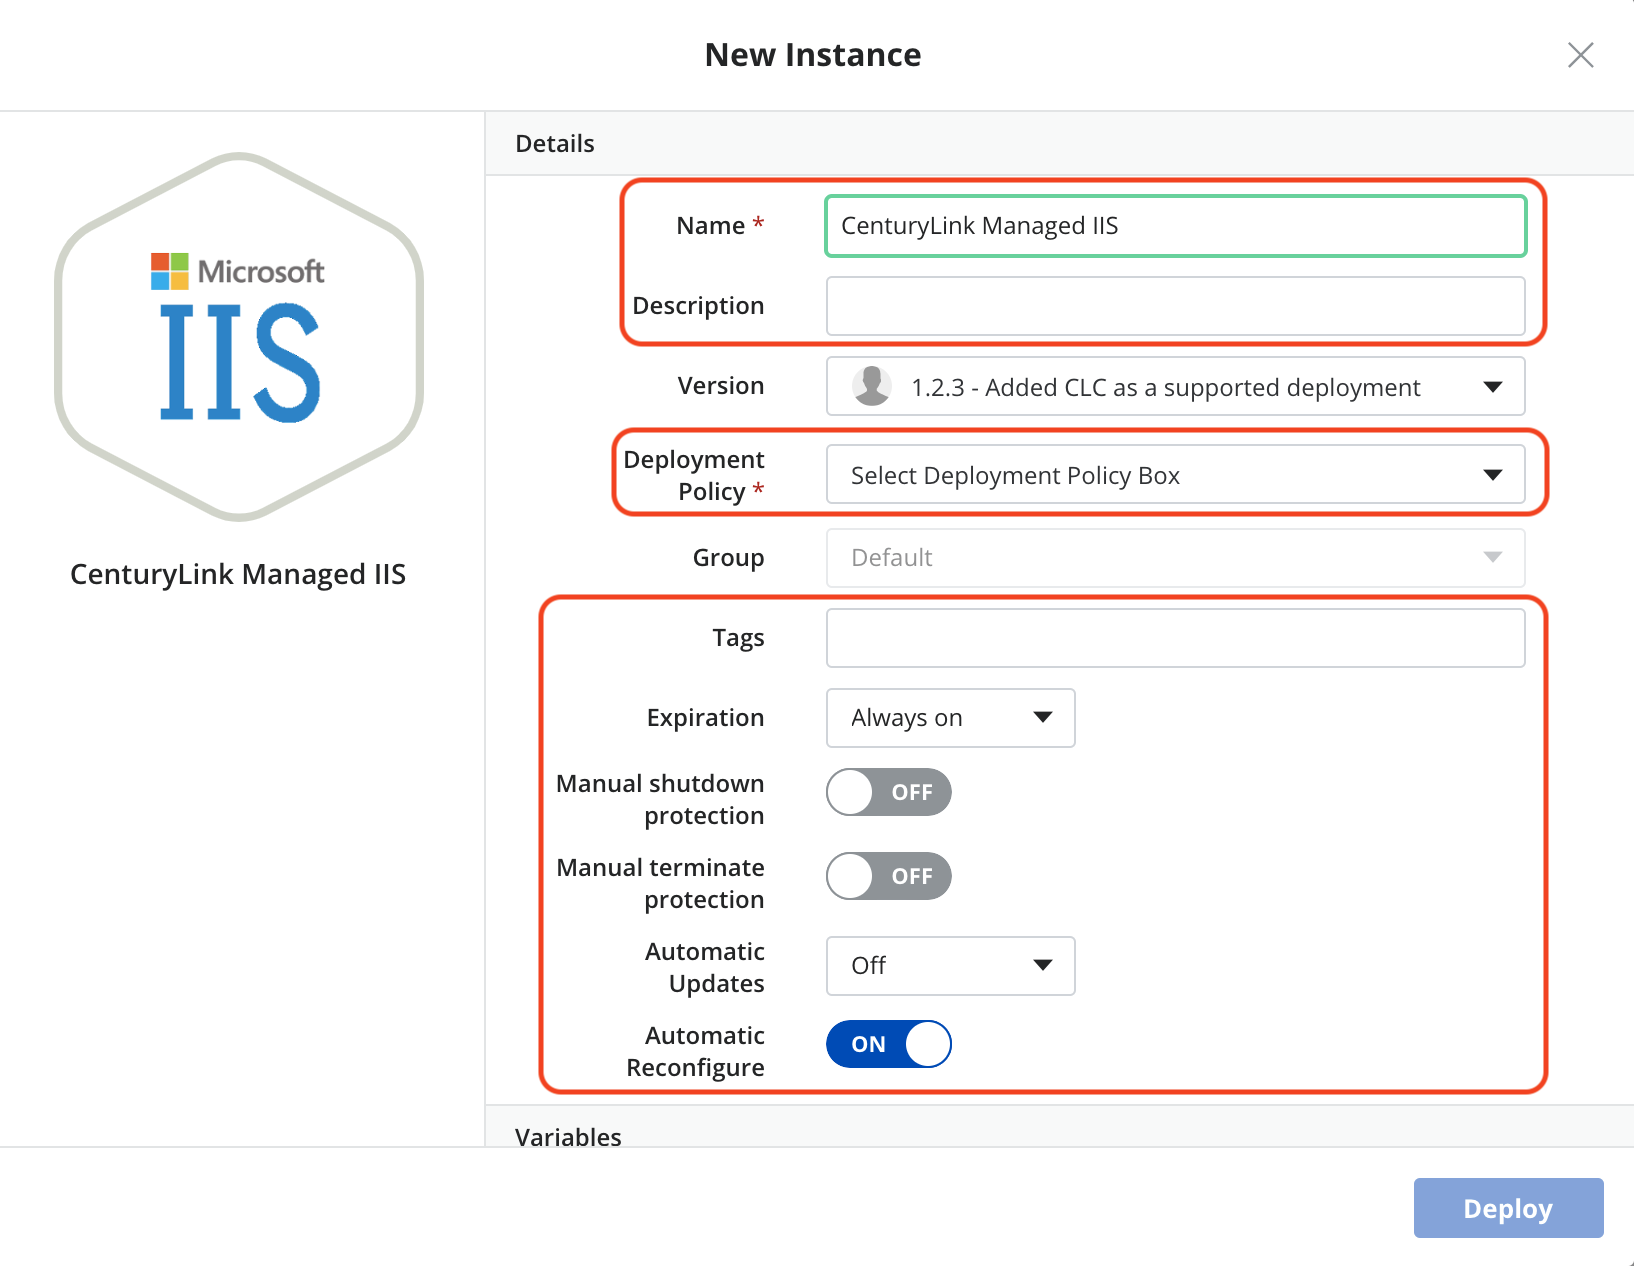 New Instance
Microsoft
IIS
CenturyLink Managed IIS
Details
Name *
CenturyLink Managed IIS
Description
Version
1.2.3 - Added CLC as a supported deployment
Deployment
Policy *
Select Deployment Policy Box
Group
Default
Tags
Expiration
Always on
Manual shutdown
protection
OFF
Manual terminate
protection
OFF
Automatic
Updates
Off
Automatic
Reconfigure
ON
Variables
Deploy